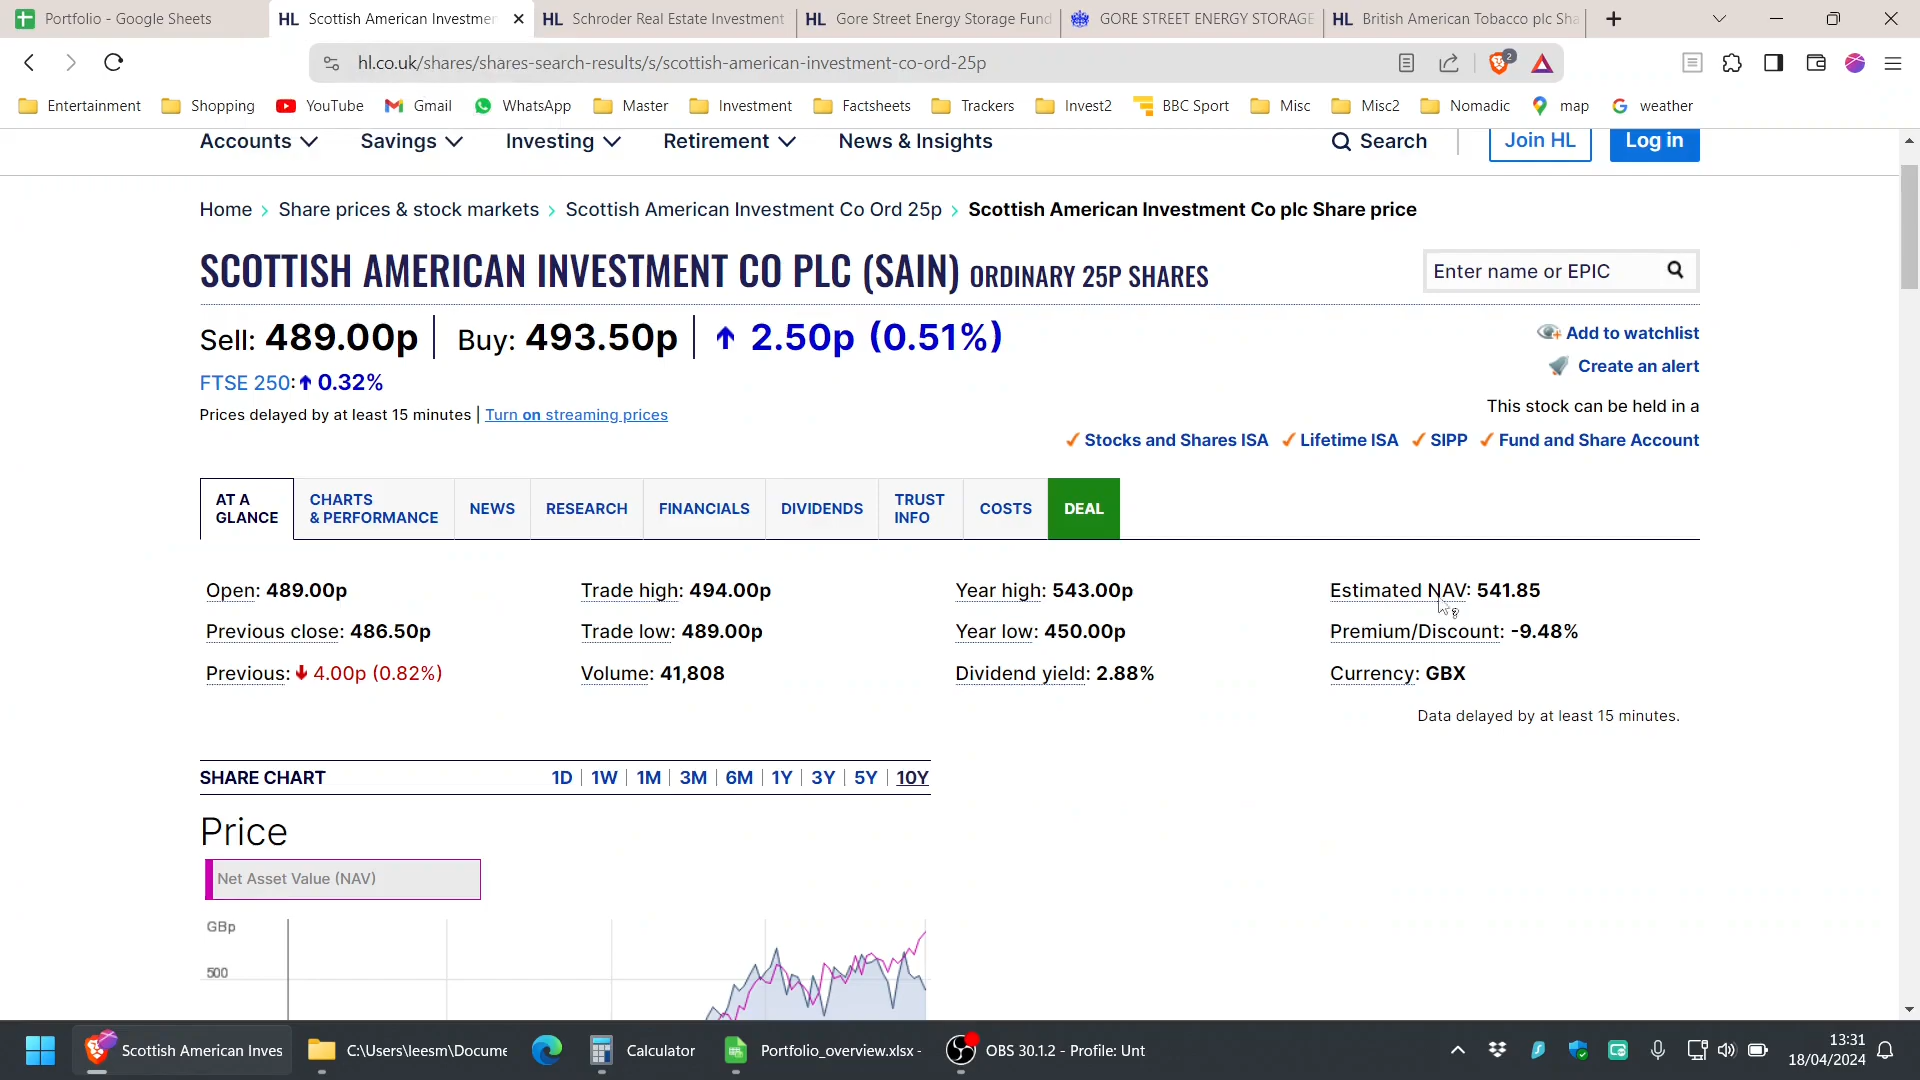 Portfolio - Google Sheets
HL Scottish American Investmen
HL Schroder Real Estate Investment
HL Gore Street Energy Storage Fund
GORE STREET ENERGY STORAGE
HL British American Tobacco plc Sha
hl.co.uk/shares/shares-search-results/s/scottish-american-investment-co-ord-25p
2
Entertainment
Shopping
YouTube
Gmail
WhatsApp
Master
Investment
Factsheets
Trackers
Invest2
BBC Sport
Misc
Misc2
Nomadic
map
weather
Accounts
Savings
Investing
Retirement
News & Insights
Search
Join HL
Log in
Home > Share prices & stock markets > Scottish American Investment Co Ord 25p > Scottish American Investment Co plc Share price
SCOTTISH AMERICAN INVESTMENT CO PLC (SAIN) ORDINARY 25P SHARES
Enter name or EPIC
Sell: 489.00p | Buy: 493.50p | ↑ 2.50p (0.51%)
Add to watchlist
FTSE 250: ↑ 0.32%
Create an alert
Prices delayed by at least 15 minutes | Turn on streaming prices
This stock can be held in a
✓ Stocks and Shares ISA ✓ Lifetime ISA ✓ SIPP ✓ Fund and Share Account
AT A
GLANCE
CHARTS
& PERFORMANCE
NEWS
RESEARCH
FINANCIALS
DIVIDENDS
TRUST
INFO
COSTS
DEAL
Open: 489.00p
Trade high: 494.00p
Year high: 543.00p
Estimated NAV: 541.85
Previous close: 486.50p
Trade low: 489.00p
Year low: 450.00p
Premium/Discount: -9.48%
Previous: ↓ 4.00p (0.82%)
Volume: 41,808
Dividend yield: 2.88%
Currency: GBX
Data delayed by at least 15 minutes.
SHARE CHART
1D | 1W | 1M | 3M | 6M | 1Y | 3Y | 5Y | 10Y
Price
Net Asset Value (NAV)
GBp
500
Scottish American Inves
C:\Users\leesm\Docume
Calculator
Portfolio_overview.xlsx -
OBS 30.1.2 - Profile: Unt
13:31
18/04/2024